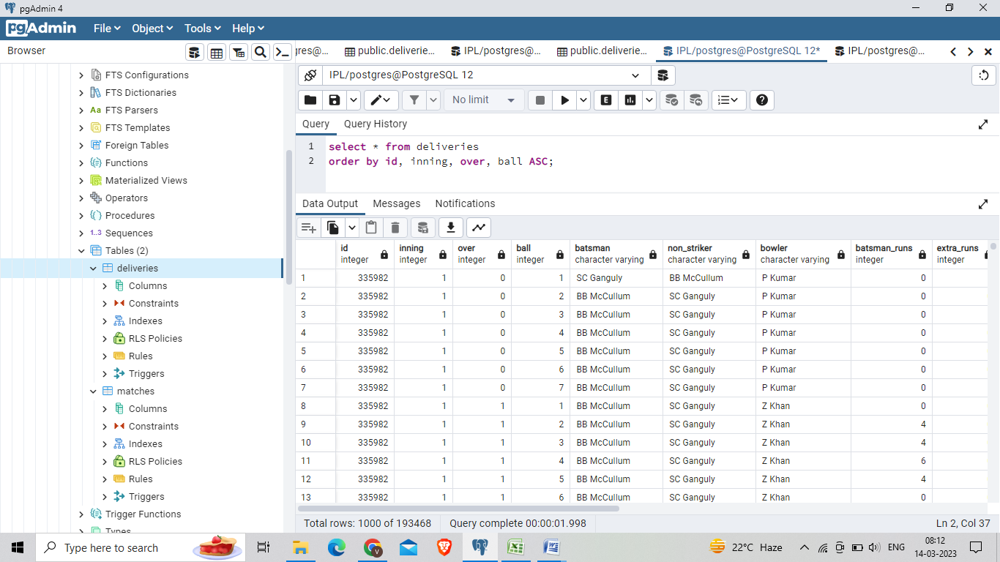 pgAdmin 4
pgAdmin File Object Tools Help
Browser
gres@... public.deliverie... IPL/postgres@... public.deliverie... IPL/postgres@PostgreSQL 12* IPL/postgres@...
IPL/postgres@PostgreSQL 12
No limit
E
Query Query History
1 select * from deliveries
2 order by id, inning, over, ball ASC;
FTS Configurations
FTS Dictionaries
Aa FTS Parsers
FTS Templates
Foreign Tables
Functions
Materialized Views
Operators
Procedures
1..3 Sequences
Tables (2)
deliveries
Columns
Constraints
Indexes
RLS Policies
Rules
Triggers
matches
Columns
Constraints
Indexes
RLS Policies
Rules
Triggers
Trigger Functions
Types
Data Output Messages Notifications
id inning over ball batsman non_striker bowler batsman_runs extra_runs
integer integer integer integer character varying character varying character varying integer integer
1 335982 1 0 1 SC Ganguly BB McCullum P Kumar 0
2 335982 1 0 2 BB McCullum SC Ganguly P Kumar 0
3 335982 1 0 3 BB McCullum SC Ganguly P Kumar 0
4 335982 1 0 4 BB McCullum SC Ganguly P Kumar 0
5 335982 1 0 5 BB McCullum SC Ganguly P Kumar 0
6 335982 1 0 6 BB McCullum SC Ganguly P Kumar 0
7 335982 1 0 7 BB McCullum SC Ganguly P Kumar 0
8 335982 1 1 1 BB McCullum SC Ganguly Z Khan 0
9 335982 1 1 2 BB McCullum SC Ganguly Z Khan 4
10 335982 1 1 3 BB McCullum SC Ganguly Z Khan 4
11 335982 1 1 4 BB McCullum SC Ganguly Z Khan 6
12 335982 1 1 5 BB McCullum SC Ganguly Z Khan 4
13 335982 1 1 6 BB McCullum SC Ganguly Z Khan 0
Total rows: 1000 of 193468 Query complete 00:00:01.998 Ln 2, Col 37
Type here to search
V
22°C Haze
ENG
08:12
14-03-2023